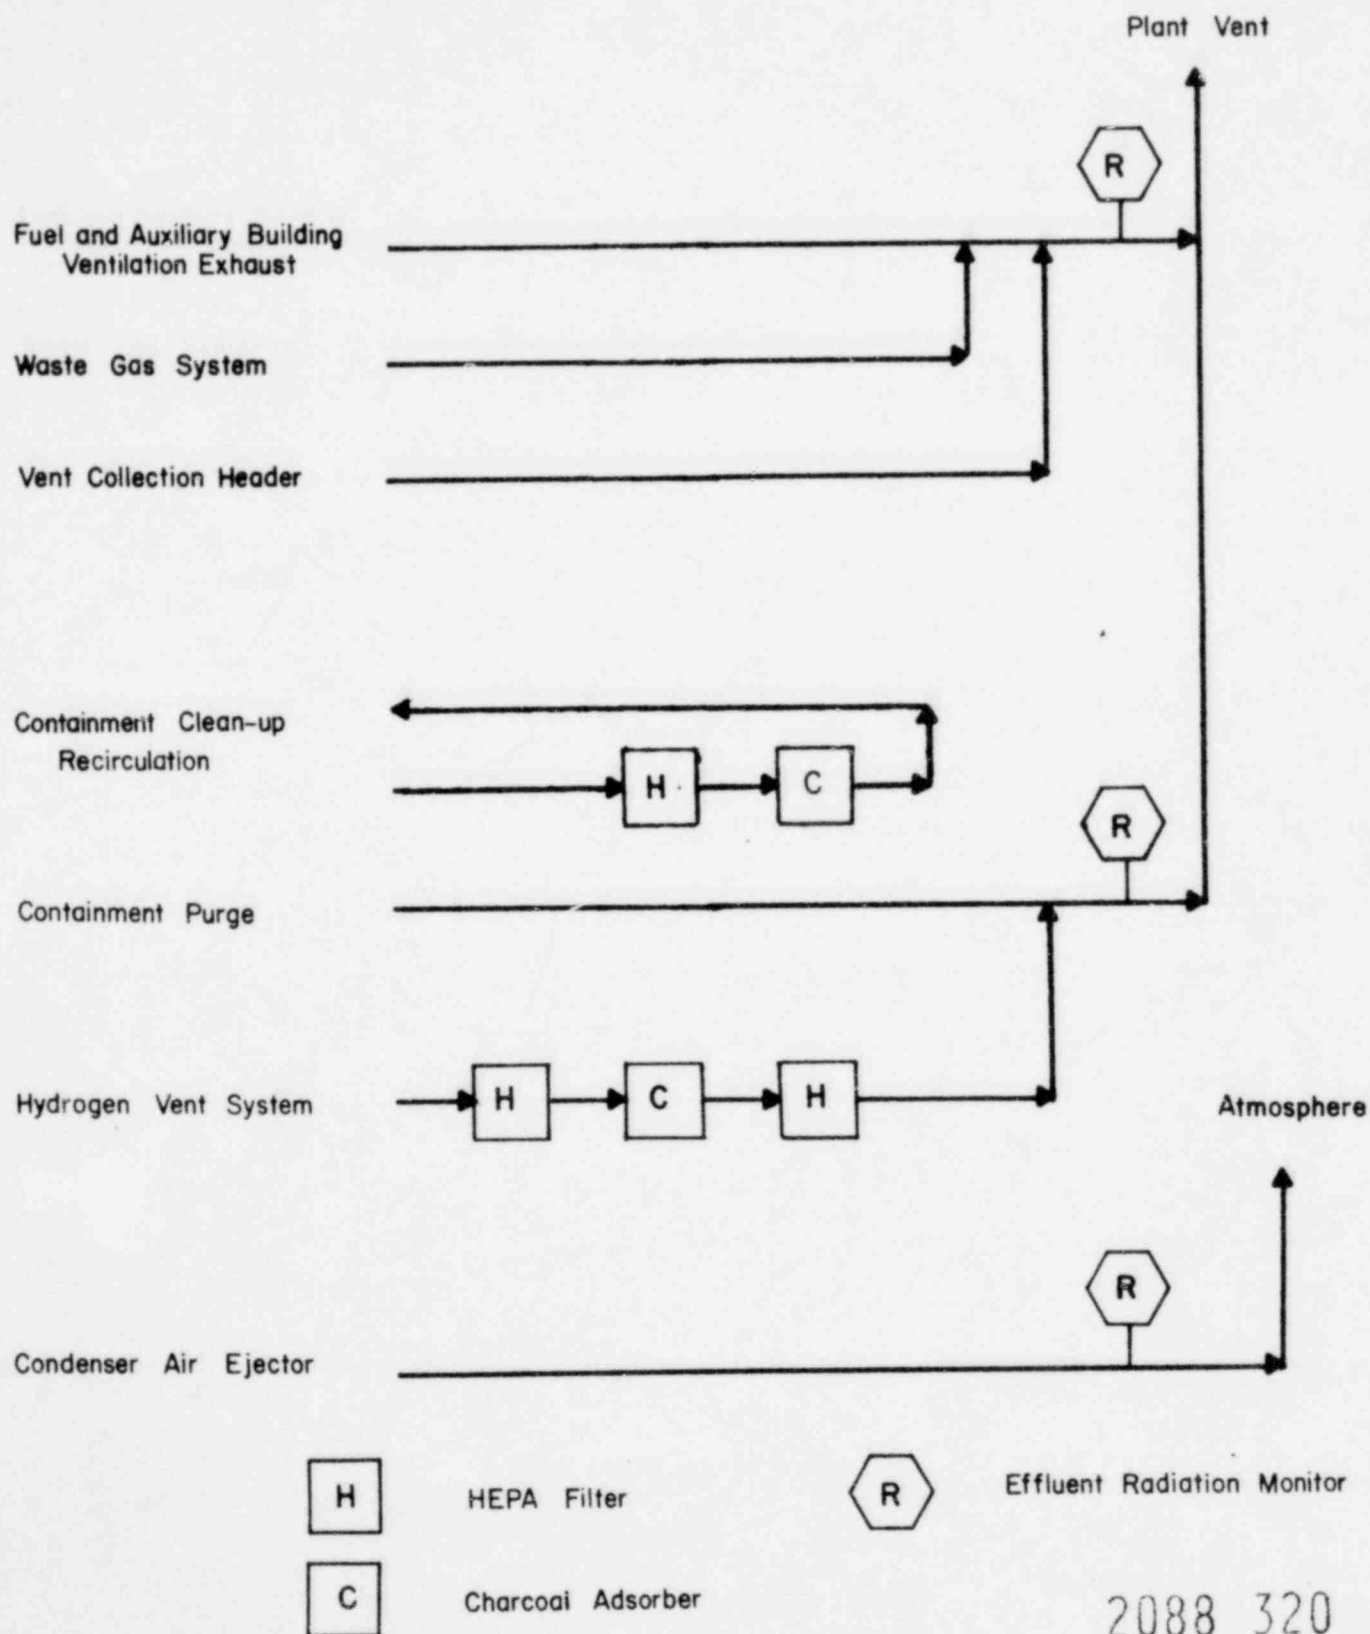 Plant Vent
R
Fuel and Auxiliary Building
Ventilation Exhaust
Waste Gas System
Vent Collection Header
Containment Clean-up
Recirculation
H C
R
Containment Purge
Hydrogen Vent System
H C H
Atmosphere
R
Condenser Air Ejector
H HEPA Filter
R Effluent Radiation Monitor
C Charcoal Adsorber
2088 320